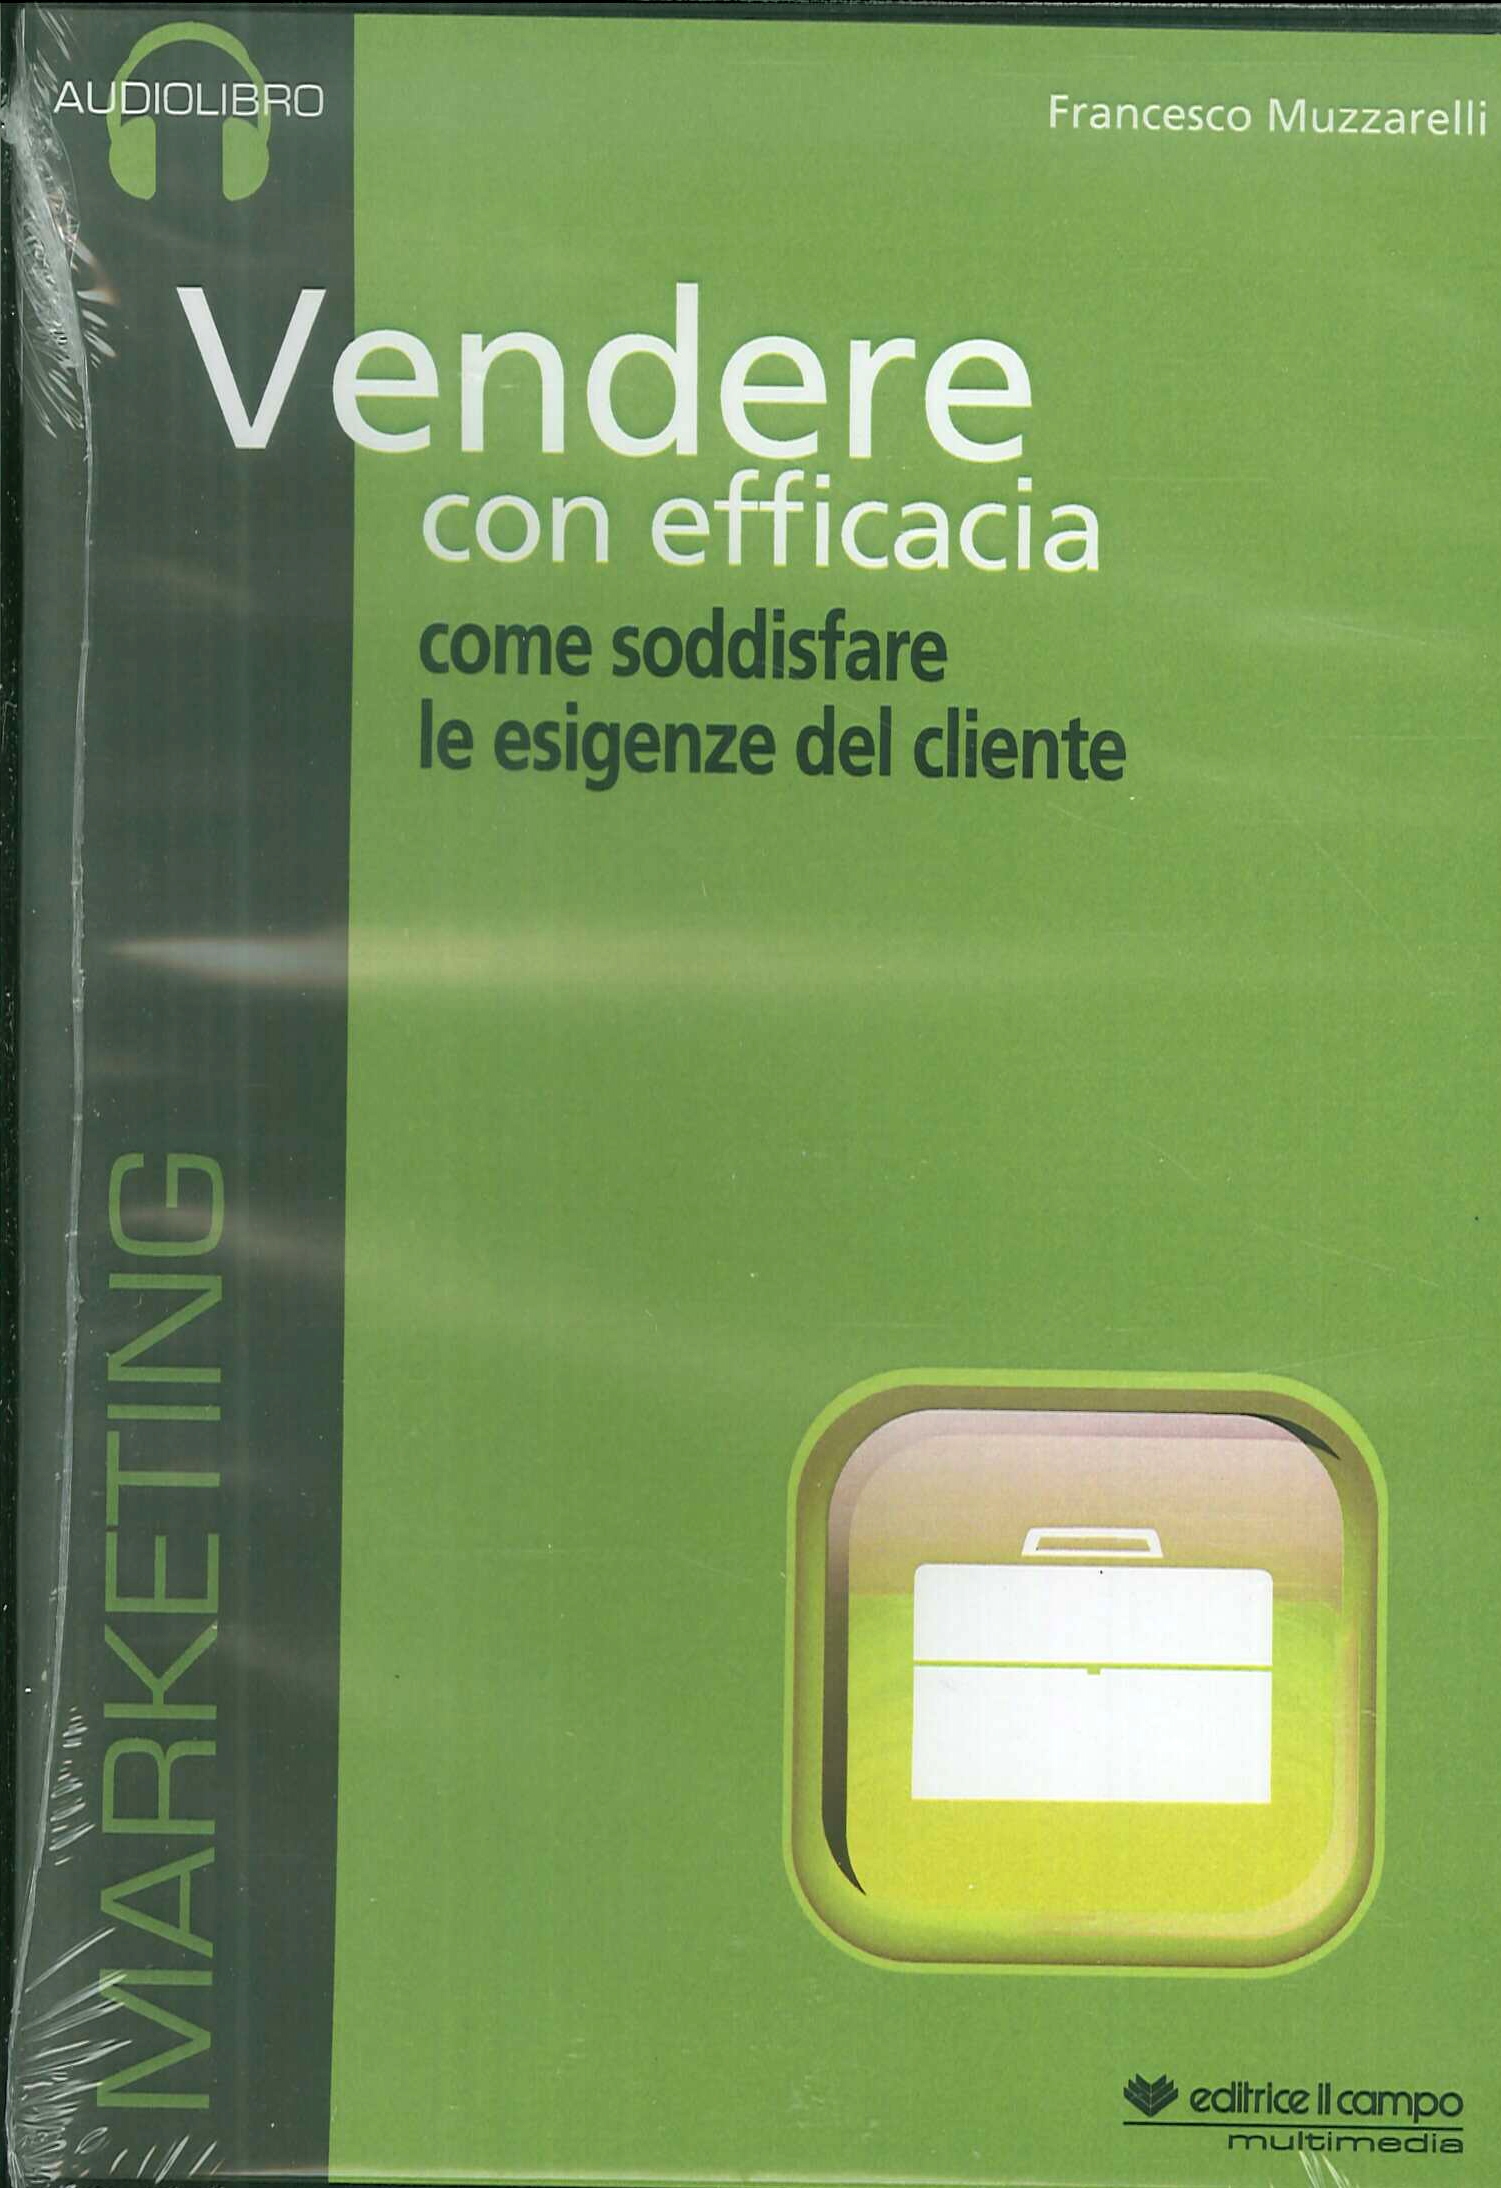 AUDIOLIBRO
Francesco Muzzarelli
Vendere
con efficacia
come soddisfare
le esigenze del cliente
MARKETING
editrice Il campo
multimedia